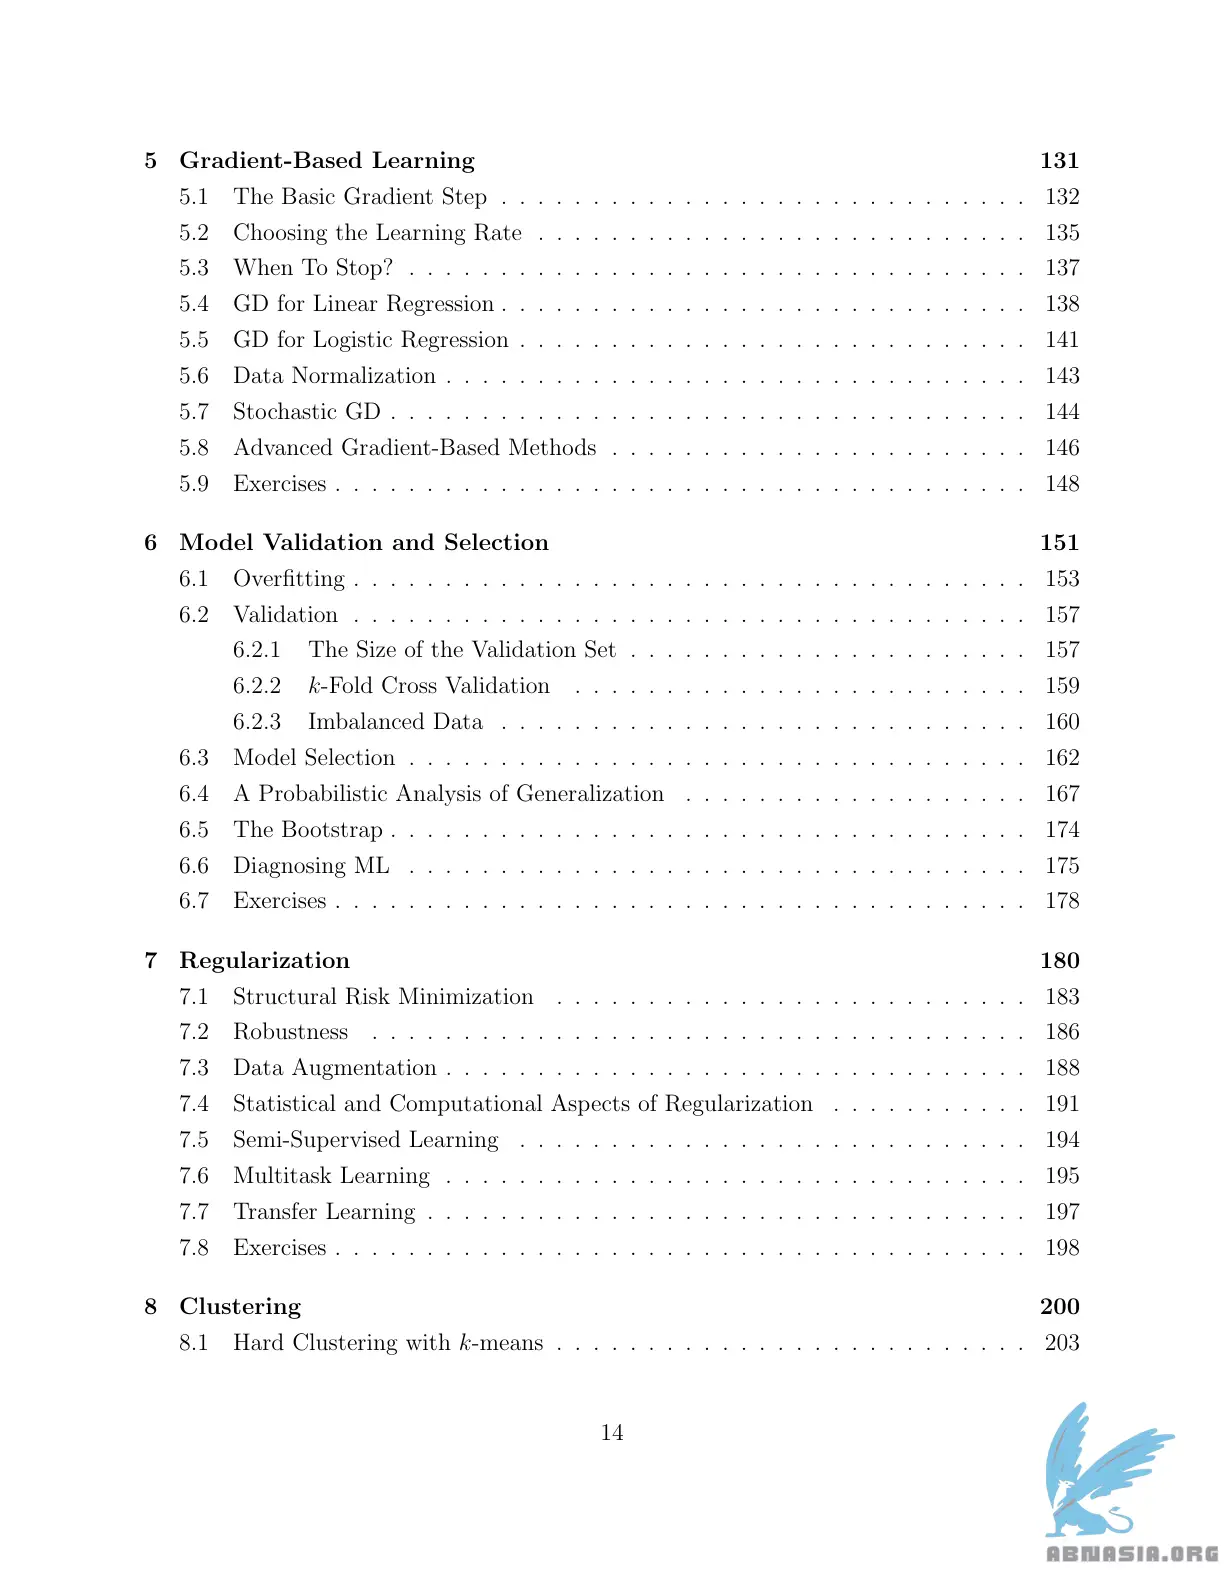 5 Gradient-Based Learning 131
5.1 The Basic Gradient Step . . . . . . . . . . . . . . . . . . . . . . . . . . . . . 132
5.2 Choosing the Learning Rate . . . . . . . . . . . . . . . . . . . . . . . . . . . 135
5.3 When To Stop? . . . . . . . . . . . . . . . . . . . . . . . . . . . . . . . . . . 137
5.4 GD for Linear Regression . . . . . . . . . . . . . . . . . . . . . . . . . . . . . 138
5.5 GD for Logistic Regression . . . . . . . . . . . . . . . . . . . . . . . . . . . . 141
5.6 Data Normalization . . . . . . . . . . . . . . . . . . . . . . . . . . . . . . . . 143
5.7 Stochastic GD . . . . . . . . . . . . . . . . . . . . . . . . . . . . . . . . . . . 144
5.8 Advanced Gradient-Based Methods . . . . . . . . . . . . . . . . . . . . . . . 146
5.9 Exercises . . . . . . . . . . . . . . . . . . . . . . . . . . . . . . . . . . . . . . 148
6 Model Validation and Selection 151
6.1 Overfitting . . . . . . . . . . . . . . . . . . . . . . . . . . . . . . . . . . . . . 153
6.2 Validation . . . . . . . . . . . . . . . . . . . . . . . . . . . . . . . . . . . . . 157
6.2.1 The Size of the Validation Set . . . . . . . . . . . . . . . . . . . . . . 157
6.2.2 k-Fold Cross Validation . . . . . . . . . . . . . . . . . . . . . . . . . 159
6.2.3 Imbalanced Data . . . . . . . . . . . . . . . . . . . . . . . . . . . . . 160
6.3 Model Selection . . . . . . . . . . . . . . . . . . . . . . . . . . . . . . . . . . 162
6.4 A Probabilistic Analysis of Generalization . . . . . . . . . . . . . . . . . . . 167
6.5 The Bootstrap . . . . . . . . . . . . . . . . . . . . . . . . . . . . . . . . . . . 174
6.6 Diagnosing ML . . . . . . . . . . . . . . . . . . . . . . . . . . . . . . . . . . 175
6.7 Exercises . . . . . . . . . . . . . . . . . . . . . . . . . . . . . . . . . . . . . . 178
7 Regularization 180
7.1 Structural Risk Minimization . . . . . . . . . . . . . . . . . . . . . . . . . . 183
7.2 Robustness . . . . . . . . . . . . . . . . . . . . . . . . . . . . . . . . . . . . 186
7.3 Data Augmentation . . . . . . . . . . . . . . . . . . . . . . . . . . . . . . . . 188
7.4 Statistical and Computational Aspects of Regularization . . . . . . . . . . . 191
7.5 Semi-Supervised Learning . . . . . . . . . . . . . . . . . . . . . . . . . . . . 194
7.6 Multitask Learning . . . . . . . . . . . . . . . . . . . . . . . . . . . . . . . . 195
7.7 Transfer Learning . . . . . . . . . . . . . . . . . . . . . . . . . . . . . . . . . 197
7.8 Exercises . . . . . . . . . . . . . . . . . . . . . . . . . . . . . . . . . . . . . . 198
8 Clustering 200
8.1 Hard Clustering with k-means . . . . . . . . . . . . . . . . . . . . . . . . . . 203
14
ABNASIA.ORG